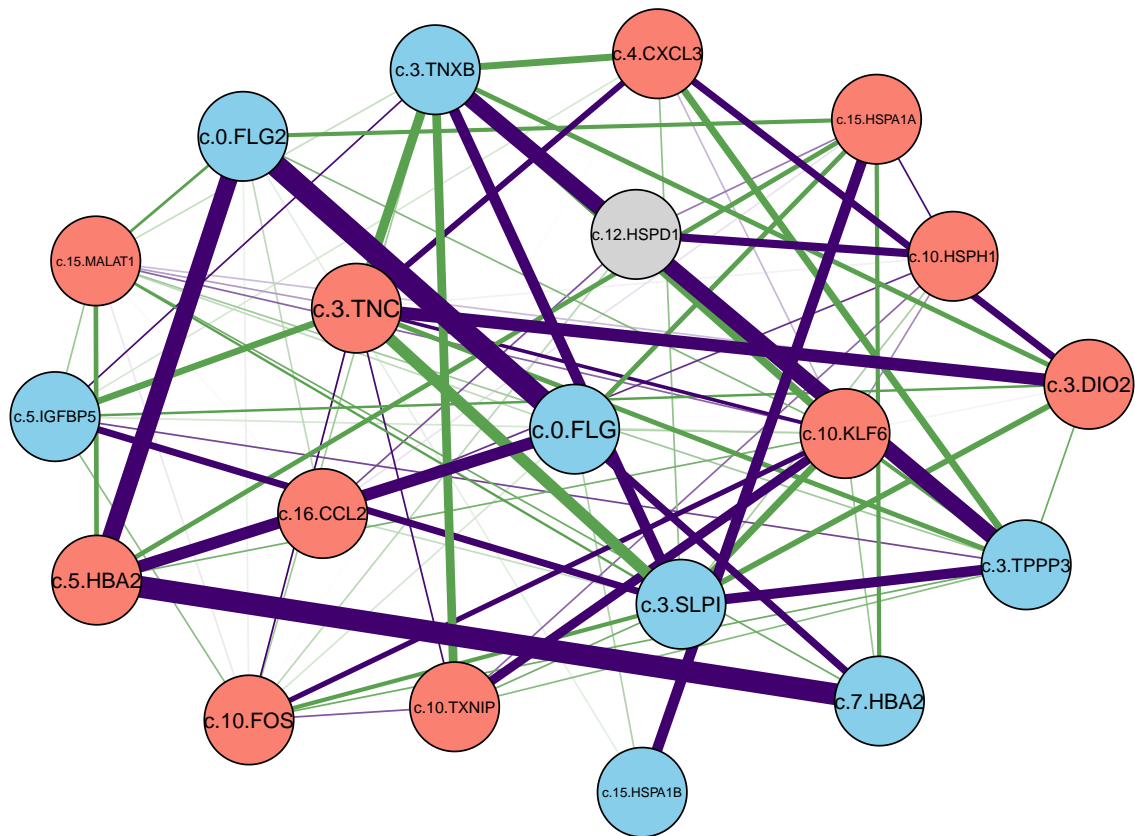 c.4.CXCL3
c.3.TNXB
c.15.HSPA1A
c.0.FLG2
c.12.HSPD1
c.10.HSPH1
c.15.MALAT1
c.3.TNC
c.3.DIO2
c.5.IGFBP5
c.0.FLG
c.10.KLF6
c.16.CCL2
c.3.TPPP3
c.5.HBA2
c.3.SLPI
c.7.HBA2
c.10.TXNIP
c.10.FOS
c.15.HSPA1B